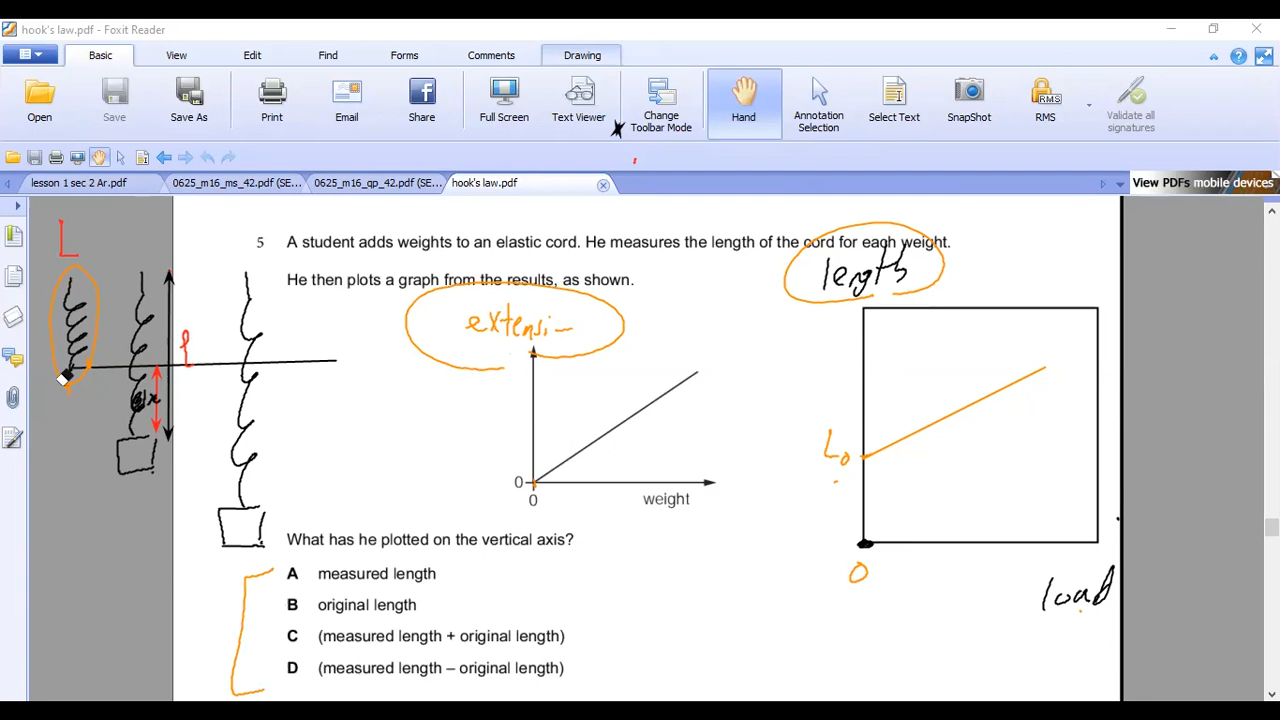 hook's law.pdf - Foxit Reader
Basic View Edit Find Forms Comments Drawing
Open Save Save As Print Email Share Full Screen Text Viewer Change Toolbar Mode Hand Annotation Selection Select Text SnapShot RMS Validate all signatures
RMS
lesson 1 sec 2 Ar.pdf 0625_m16_ms_42.pdf (SE... 0625_m16_qp_42.pdf (SE... hook's law.pdf View PDFs mobile devices
L
5 A student adds weights to an elastic cord. He measures the length of the cord for each weight.
length
He then plots a graph from the results, as shown.
extensi
l
x
L0
0
0
weight
What has he plotted on the vertical axis?
0
load
A measured length
B original length
C (measured length + original length)
D (measured length – original length)